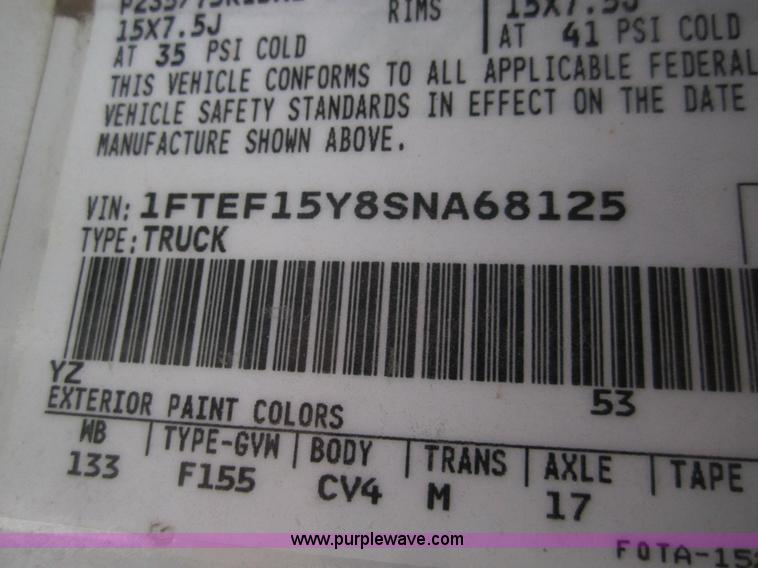 RIMS 15X7.5J
15X7.5J
AT 35 PSI COLD AT 41 PSI COLD
THIS VEHICLE CONFORMS TO ALL APPLICABLE FEDERAL
VEHICLE SAFETY STANDARDS IN EFFECT ON THE DATE
MANUFACTURE SHOWN ABOVE.
VIN: 1FTEF15Y8SNA68125
TYPE: TRUCK
YZ 53
EXTERIOR PAINT COLORS
WB TYPE-GVW BODY TRANS AXLE TAPE
133 F155 CV4 M 17
www.purplewave.com